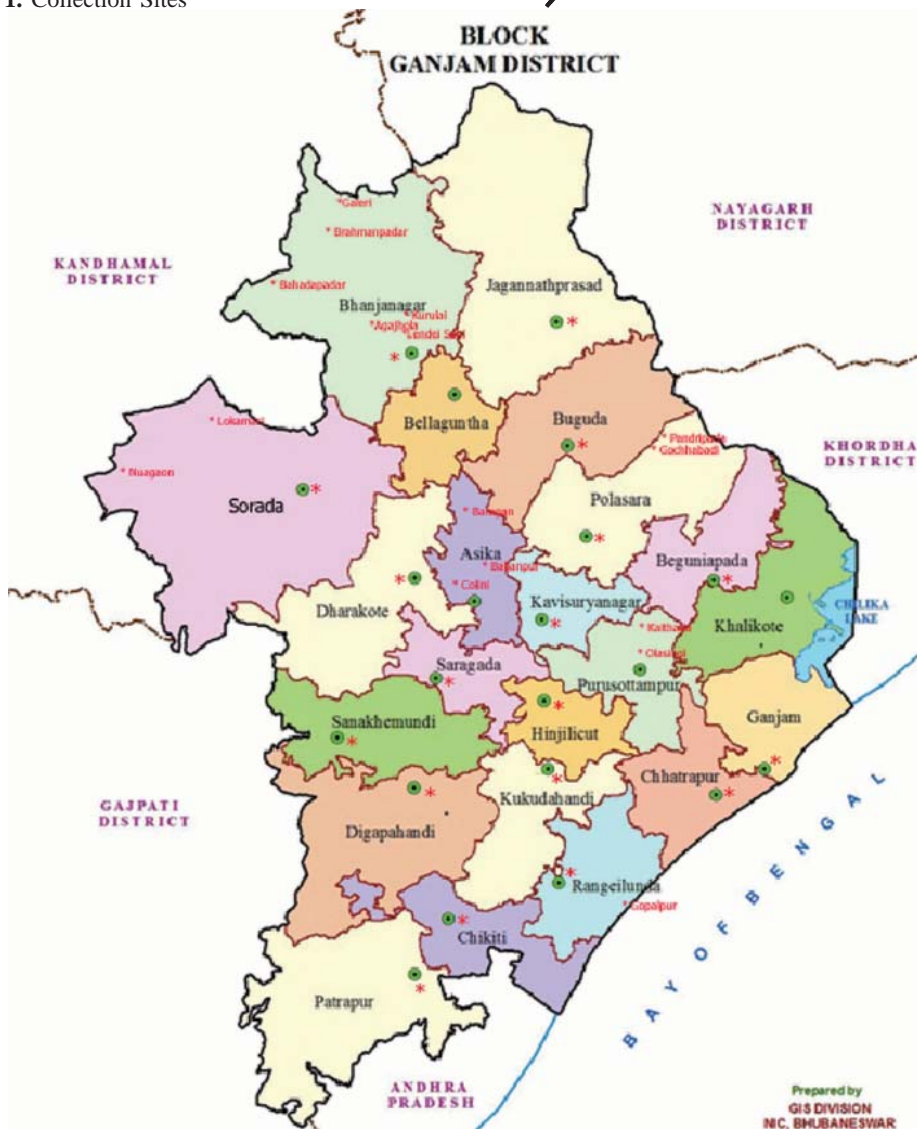 1. Collection Sites
BLOCK
GANJAM DISTRICT
NAYAGARH
DISTRICT
KANDHAMAL
DISTRICT
* Galeri
* Brahmanpadar
* Bahadapadar
Bhanjanagar
* Kurulai
Jagannathprasad
Bellaguntha
Buguda
KHORDHA
DISTRICT
* Nuagaon
Sorada
Polasara
Asika
Beguniapada
* Colini
Dharakote
Kavisuryanagar
Khalikote
CHILIKA
LAKE
Saragada
Purusottampur
Sanakhemundi
Hinjilicut
Ganjam
Chhatrapur
Kukudahandi
GAJPATI
DISTRICT
Digapahandi
Rangeilunda
* Gopalpur
Chikiti
BAY OF BENGAL
Patrapur
ANDHRA
PRADESH
Prepared by
GIS DIVISION
NIC, BHUBANESWAR